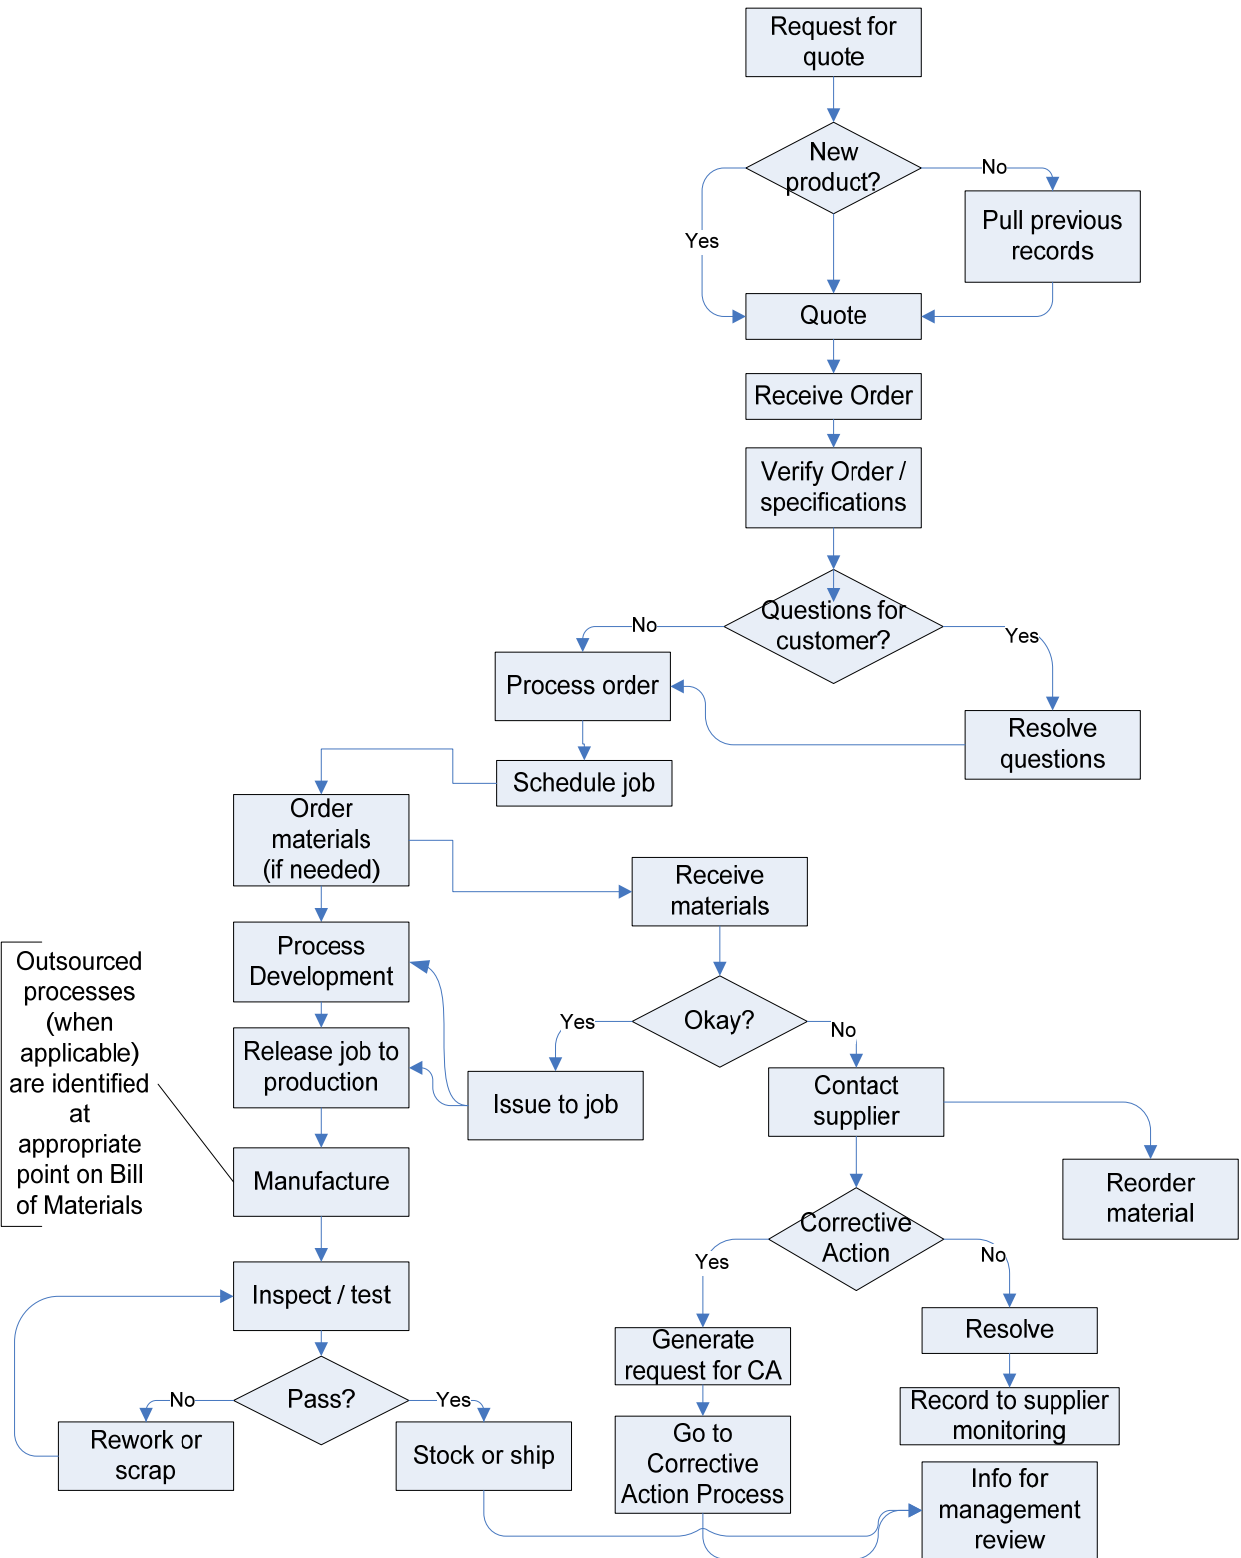 Request for
quote
New
product?
No
Pull previous
records
Yes
Quote
Receive Order
Verify Order /
specifications
Questions for
customer?
No
Yes
Process order
Resolve
questions
Schedule job
Order
materials
(if needed)
Receive
materials
Process
Development
Outsourced
processes
(when
applicable)
are identified
at
appropriate
point on Bill
of Materials
Okay?
Yes
No
Release job to
production
Issue to job
Contact
supplier
Manufacture
Reorder
material
Corrective
Action
Yes
No
Inspect / test
Generate
request for CA
Resolve
Pass?
No
Yes
Record to supplier
monitoring
Rework or
scrap
Stock or ship
Go to
Corrective
Action Process
Info for
management
review